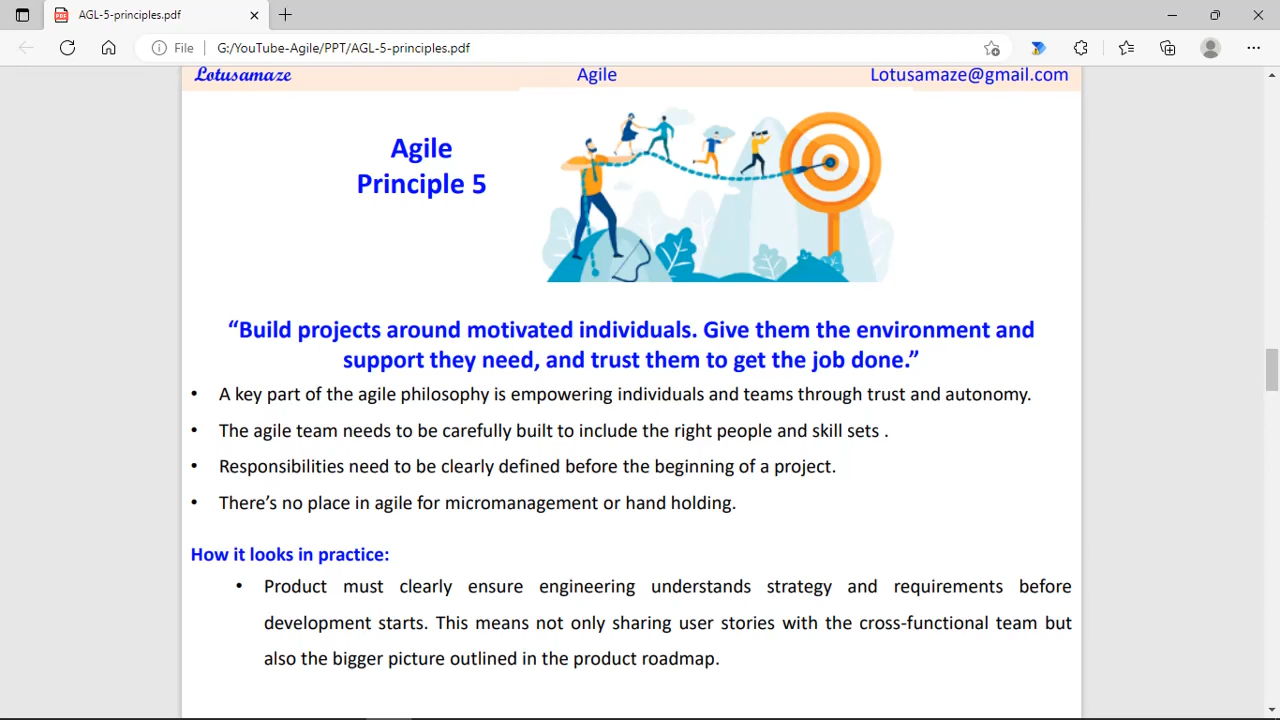 AGL-5-principles.pdf
File G:/YouTube-Agile/PPT/AGL-5-principles.pdf
Lotusamaze Agile Lotusamaze@gmail.com
Agile
Principle 5
“Build projects around motivated individuals. Give them the environment and
support they need, and trust them to get the job done.”
• A key part of the agile philosophy is empowering individuals and teams through trust and autonomy.
• The agile team needs to be carefully built to include the right people and skill sets .
• Responsibilities need to be clearly defined before the beginning of a project.
• There’s no place in agile for micromanagement or hand holding.
How it looks in practice:
• Product must clearly ensure engineering understands strategy and requirements before
development starts. This means not only sharing user stories with the cross-functional team but
also the bigger picture outlined in the product roadmap.